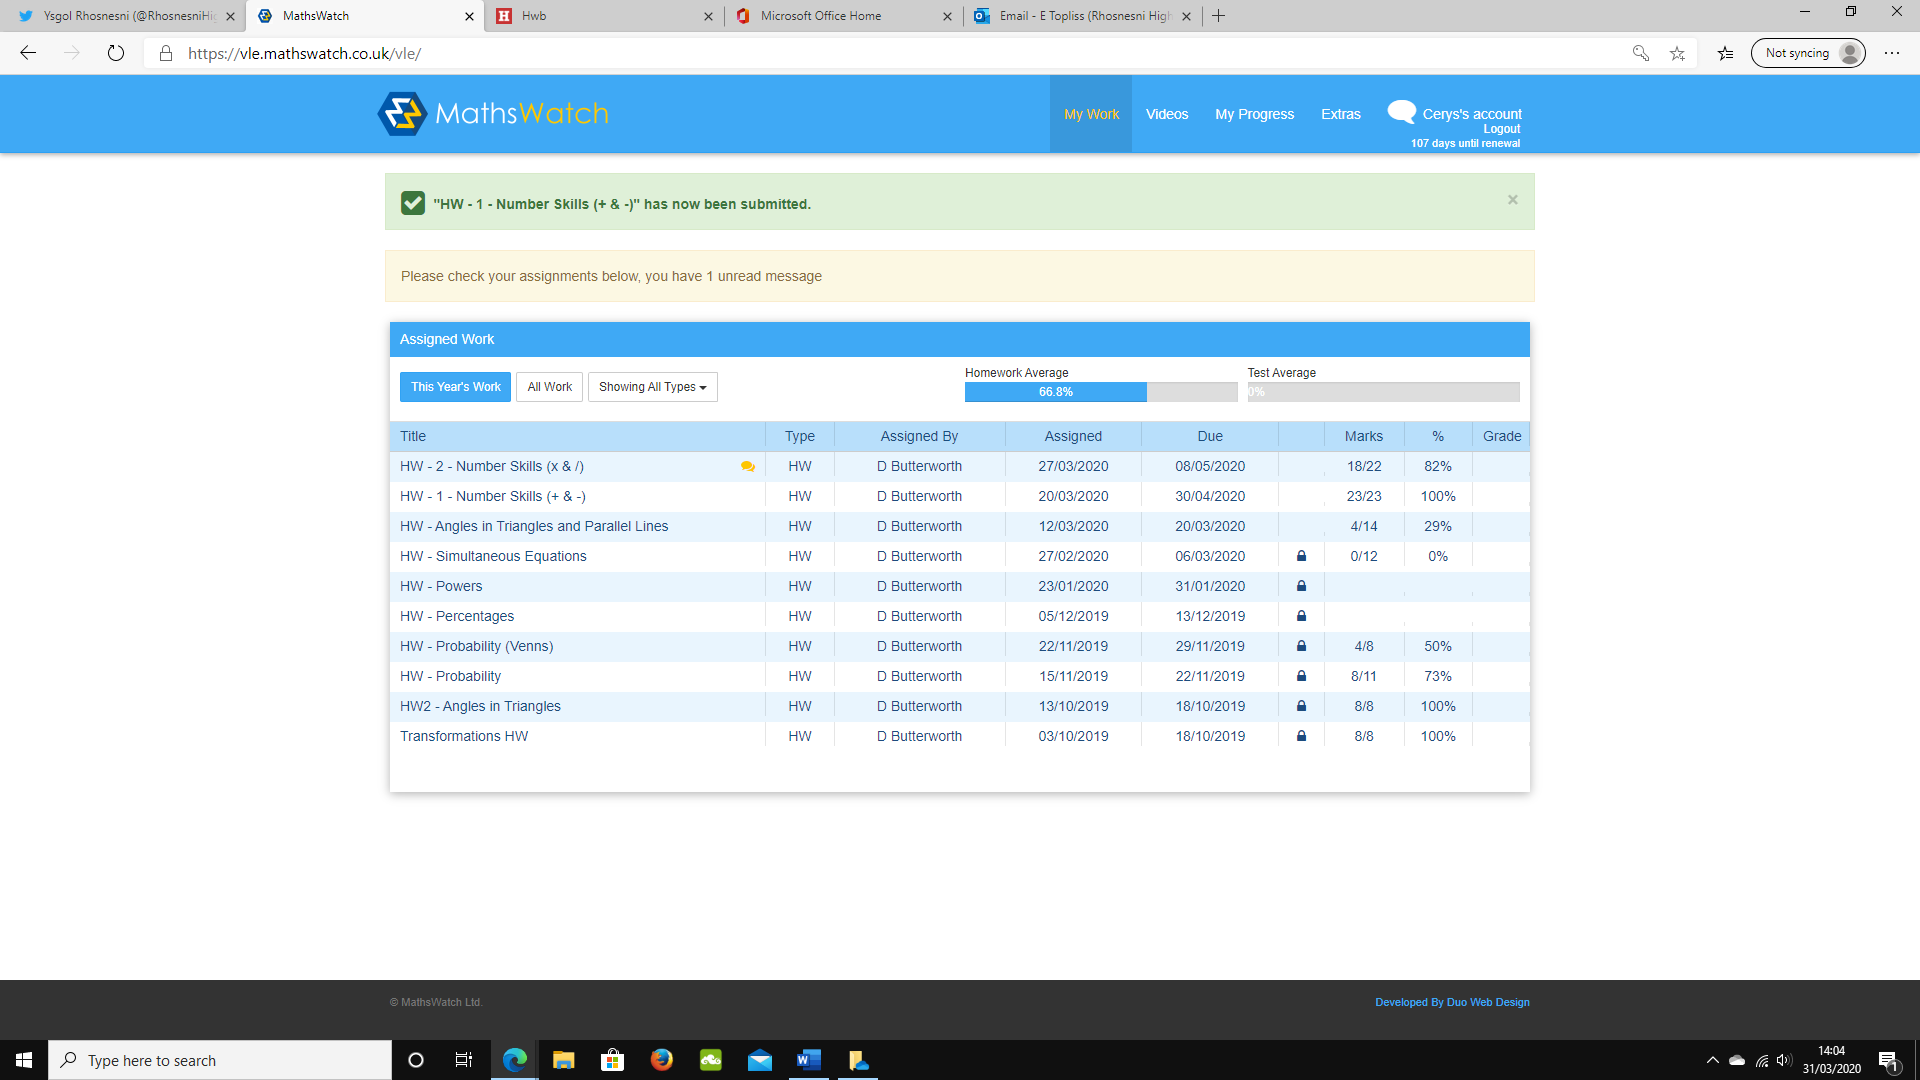 Ysgol Rhosnesni (@RhosnesniHi
MathsWatch
Hwb
Microsoft Office Home
Email - E Topliss (Rhosnesni High
https://vle.mathswatch.co.uk/vle/
Not syncing
MathsWatch
My Work Videos My Progress Extras Cerys's account
Logout
107 days until renewal
"HW - 1 - Number Skills (+ & -)" has now been submitted.
Please check your assignments below, you have 1 unread message
Assigned Work
This Year's Work All Work Showing All Types
Homework Average
66.8%
Test Average
0%
Title Type Assigned By Assigned Due Marks % Grade
HW - 2 - Number Skills (x & /) HW D Butterworth 27/03/2020 08/05/2020 18/22 82%
HW - 1 - Number Skills (+ & -) HW D Butterworth 20/03/2020 30/04/2020 23/23 100%
HW - Angles in Triangles and Parallel Lines HW D Butterworth 12/03/2020 20/03/2020 4/14 29%
HW - Simultaneous Equations HW D Butterworth 27/02/2020 06/03/2020 0/12 0%
HW - Powers HW D Butterworth 23/01/2020 31/01/2020
HW - Percentages HW D Butterworth 05/12/2019 13/12/2019
HW - Probability (Venns) HW D Butterworth 22/11/2019 29/11/2019 4/8 50%
HW - Probability HW D Butterworth 15/11/2019 22/11/2019 8/11 73%
HW2 - Angles in Triangles HW D Butterworth 13/10/2019 18/10/2019 8/8 100%
Transformations HW HW D Butterworth 03/10/2019 18/10/2019 8/8 100%
© MathsWatch Ltd.
Developed By Duo Web Design
Type here to search
14:04
31/03/2020
1